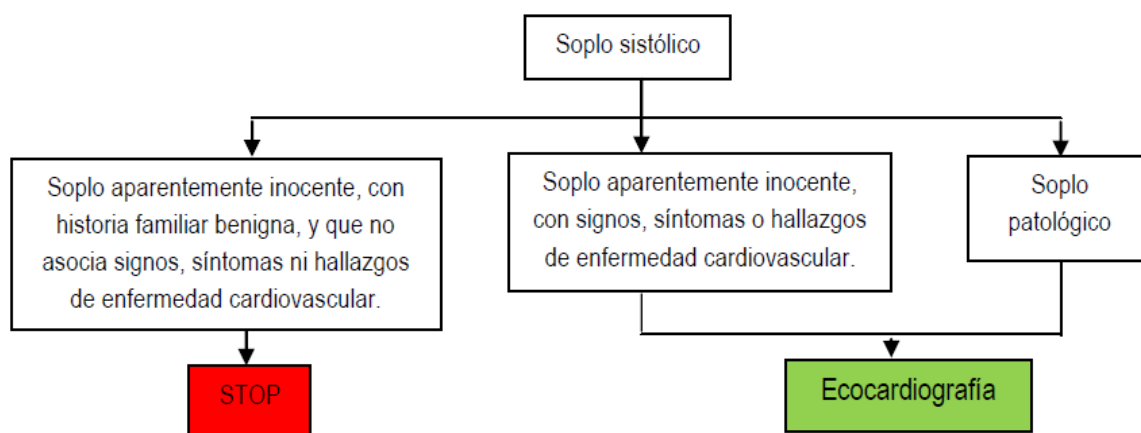 Soplo sistólico
Soplo aparentemente inocente, con
historia familiar benigna, y que no
asocia signos, síntomas ni hallazgos
de enfermedad cardiovascular.
Soplo aparentemente inocente,
con signos, síntomas o hallazgos
de enfermedad cardiovascular.
Soplo
patológico
STOP
Ecocardiografía